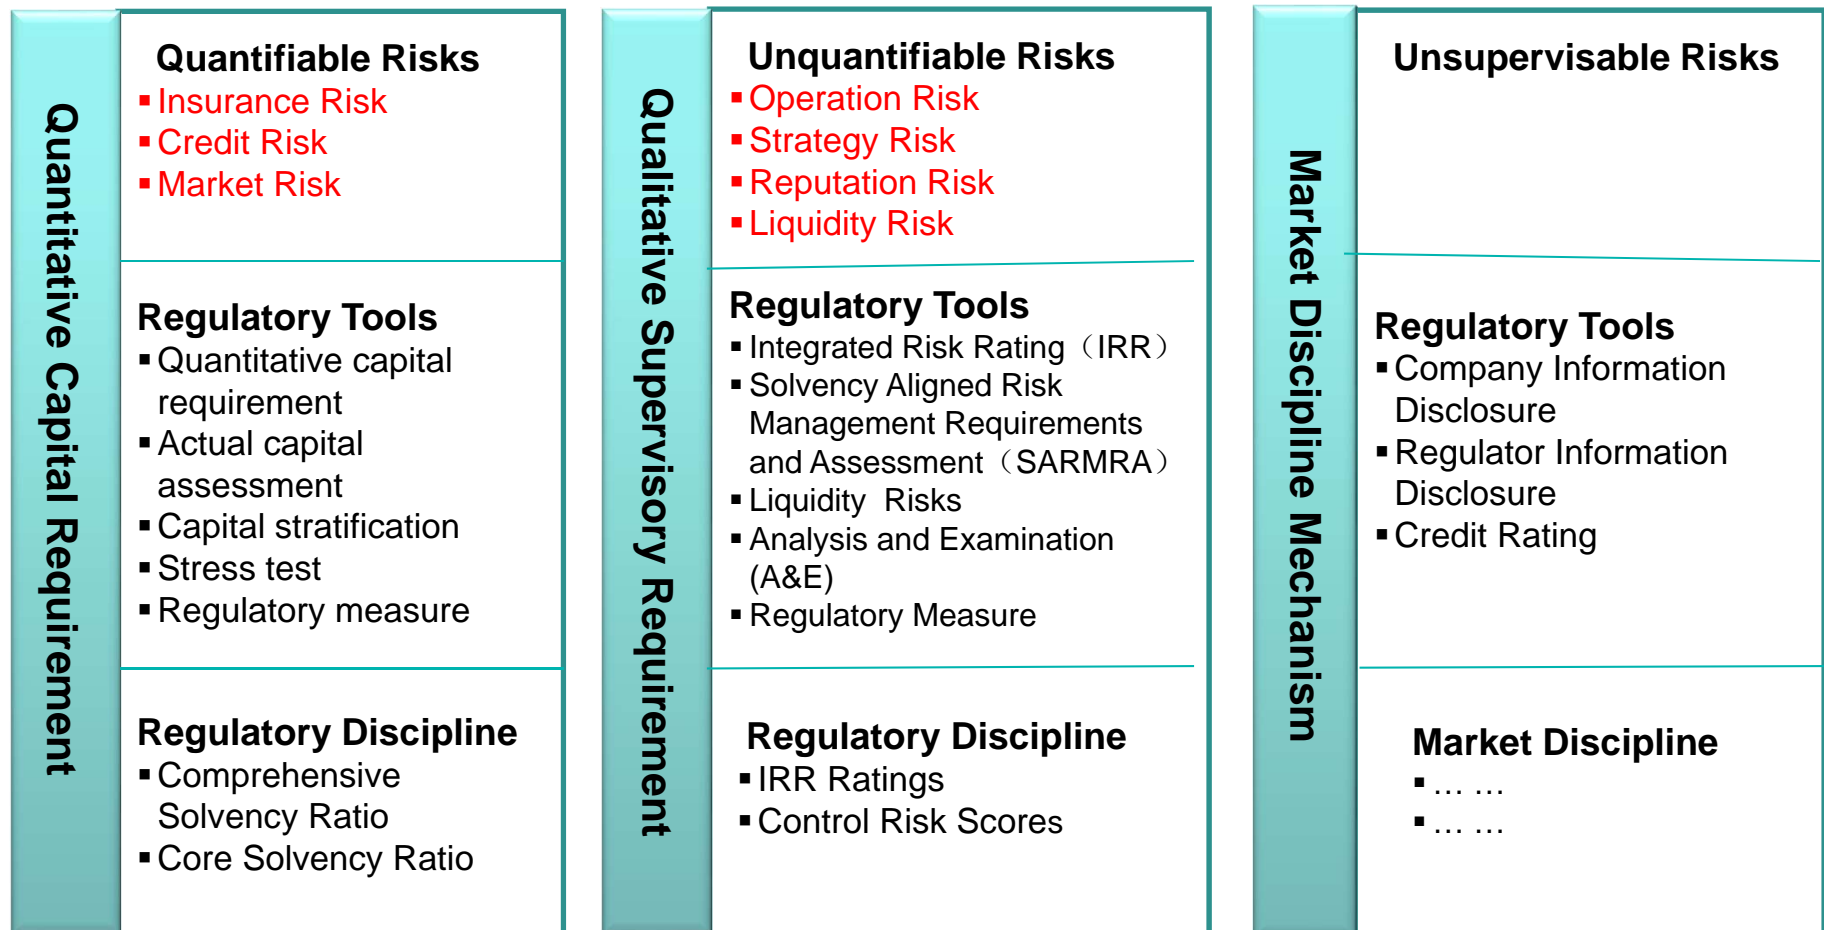 Quantitative Capital Requirement
Quantifiable Risks
▪ Insurance Risk
▪ Credit Risk
▪ Market Risk
Regulatory Tools
▪ Quantitative capital
requirement
▪ Actual capital
assessment
▪ Capital stratification
▪ Stress test
▪ Regulatory measure
Regulatory Discipline
▪ Comprehensive
Solvency Ratio
▪ Core Solvency Ratio
Qualitative Supervisory Requirement
Unquantifiable Risks
▪ Operation Risk
▪ Strategy Risk
▪ Reputation Risk
▪ Liquidity Risk
Regulatory Tools
▪ Integrated Risk Rating（IRR）
▪ Solvency Aligned Risk
Management Requirements
and Assessment（SARMRA）
▪ Liquidity  Risks
▪ Analysis and Examination
(A&E)
▪ Regulatory Measure
Regulatory Discipline
▪ IRR Ratings
▪ Control Risk Scores
Market Discipline Mechanism
Unsupervisable Risks
Regulatory Tools
▪ Company Information
Disclosure
▪ Regulator Information
Disclosure
▪ Credit Rating
Market Discipline
▪ … …
▪ … …